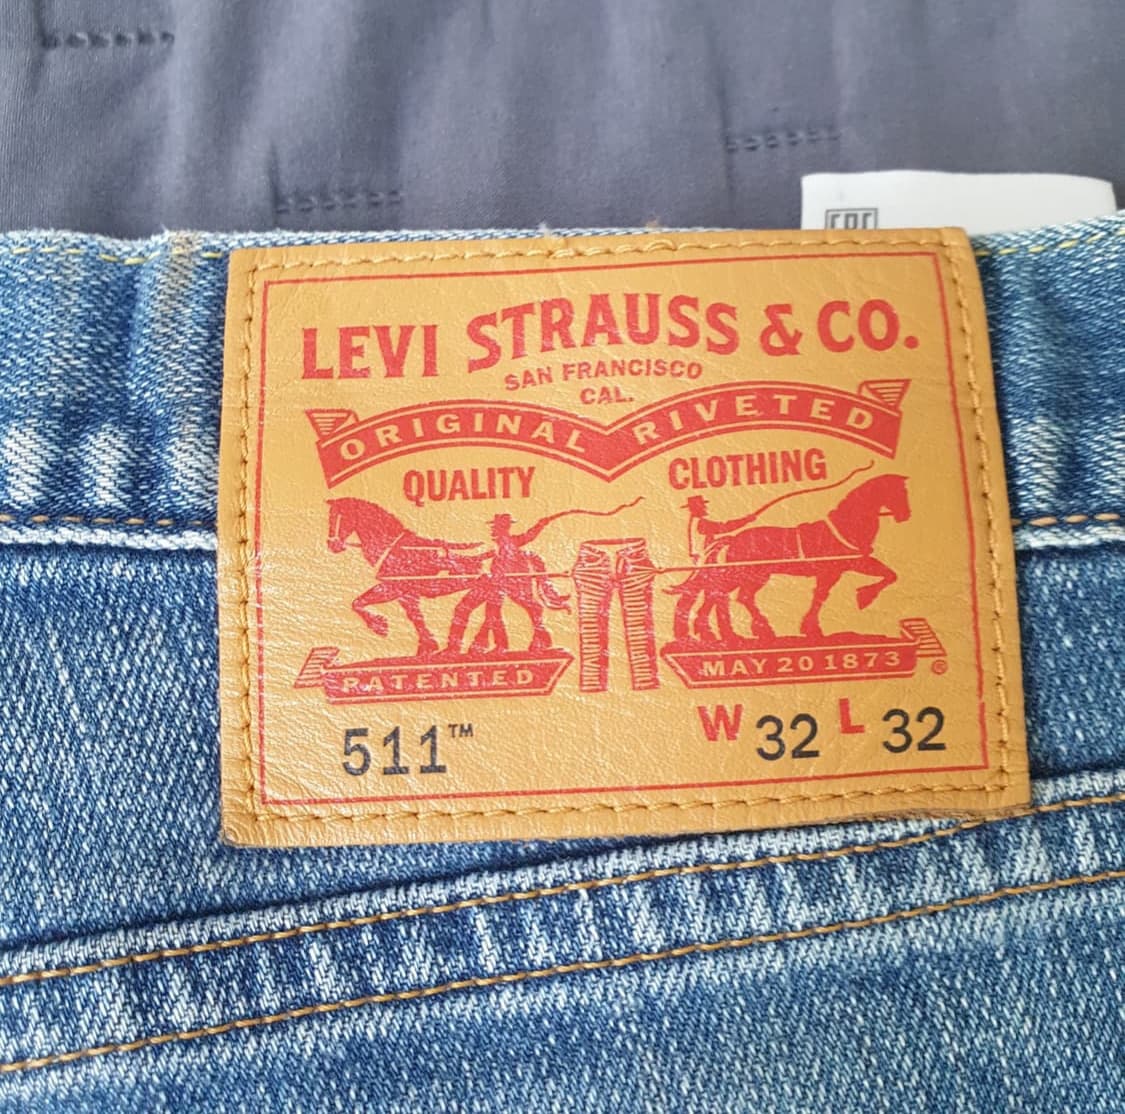 LEVI STRAUSS & CO.
SAN FRANCISCO
CAL.
ORIGINAL RIVETED
QUALITY CLOTHING
PATENTED MAY 20 1873 ®
511™ W 32 L 32